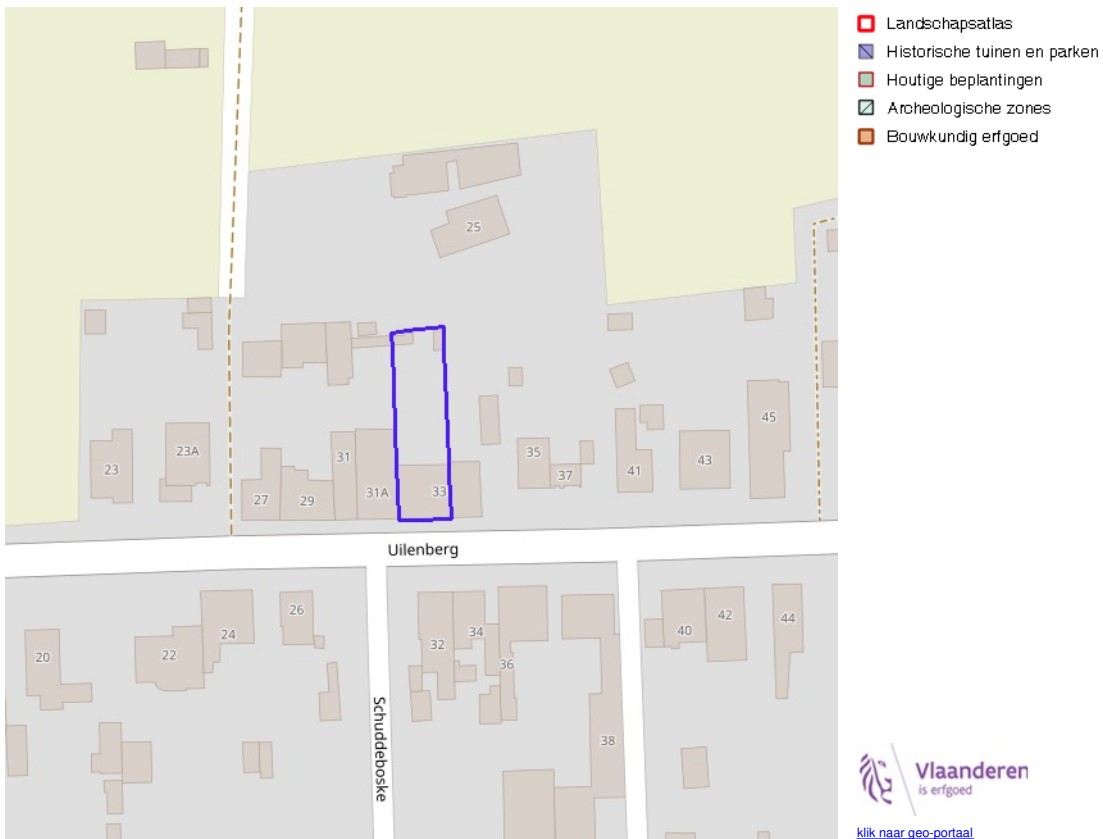 Landschapsatlas
Historische tuinen en parken
Houtige beplantingen
Archeologische zones
Bouwkundig erfgoed
25
23
23A
27
29
31
31A
33
35
37
41
43
45
Uilenberg
20
22
24
26
32
34
36
38
40
42
44
Schuddeboske
Vlaanderen
is erfgoed
klik naar geo-portaal